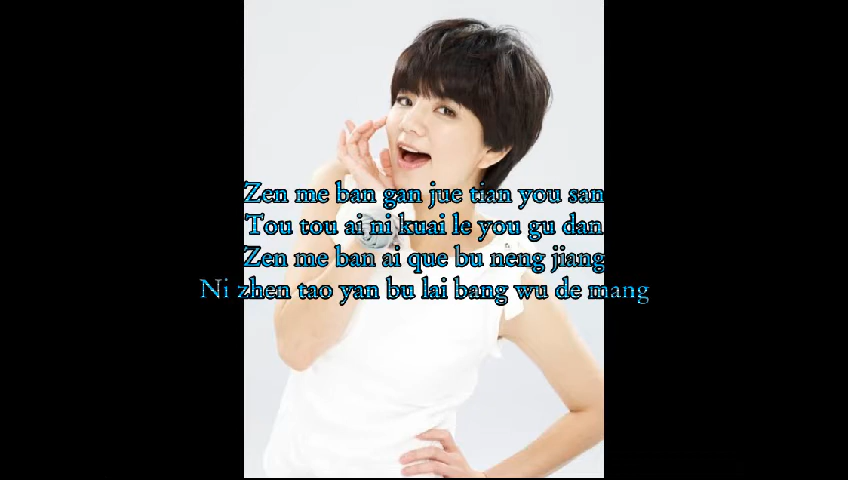 Zen me ban gan jue tian you san
Tou tou ai ni kuai le you gu dan
Zen me ban ai que bu neng jiang
Ni zhen tao yan bu lai bang wu de mang